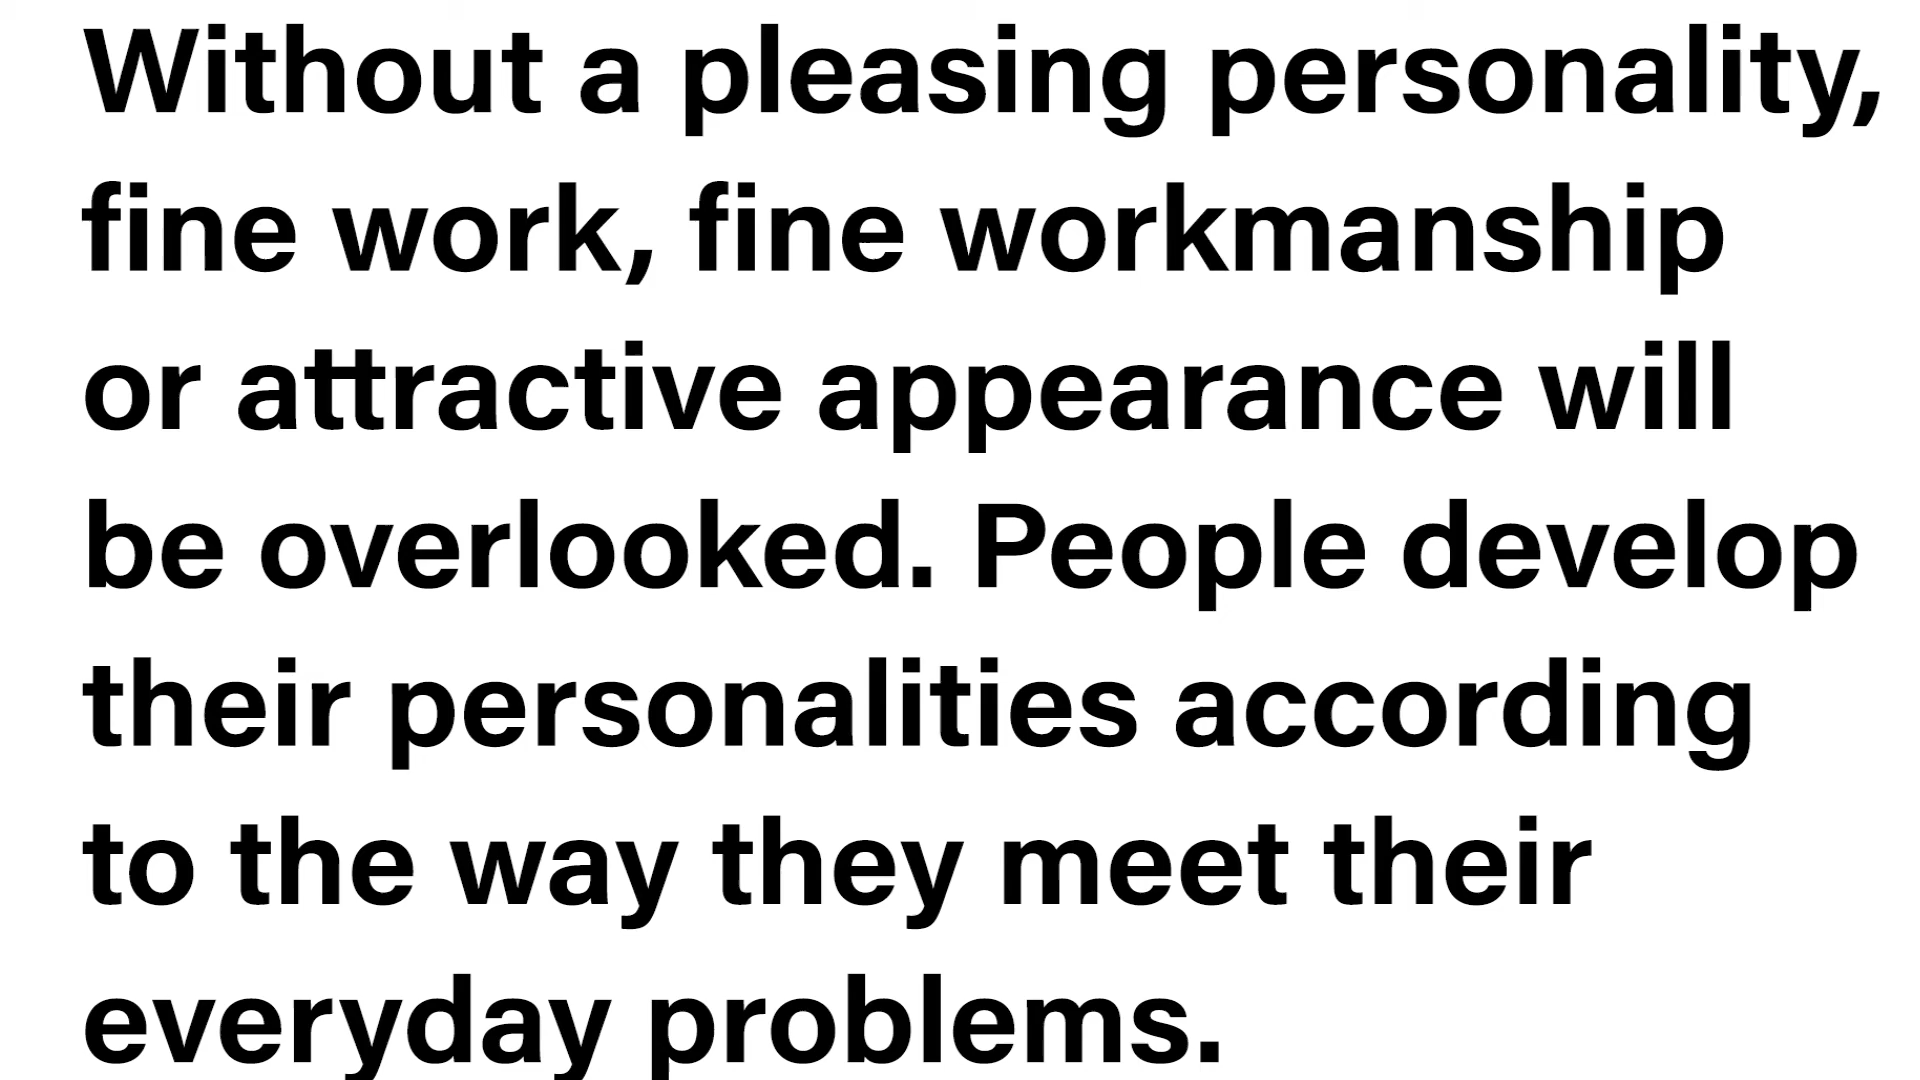 Without a pleasing personality,
fine work, fine workmanship
or attractive appearance will
be overlooked. People develop
their personalities according
to the way they meet their
everyday problems.